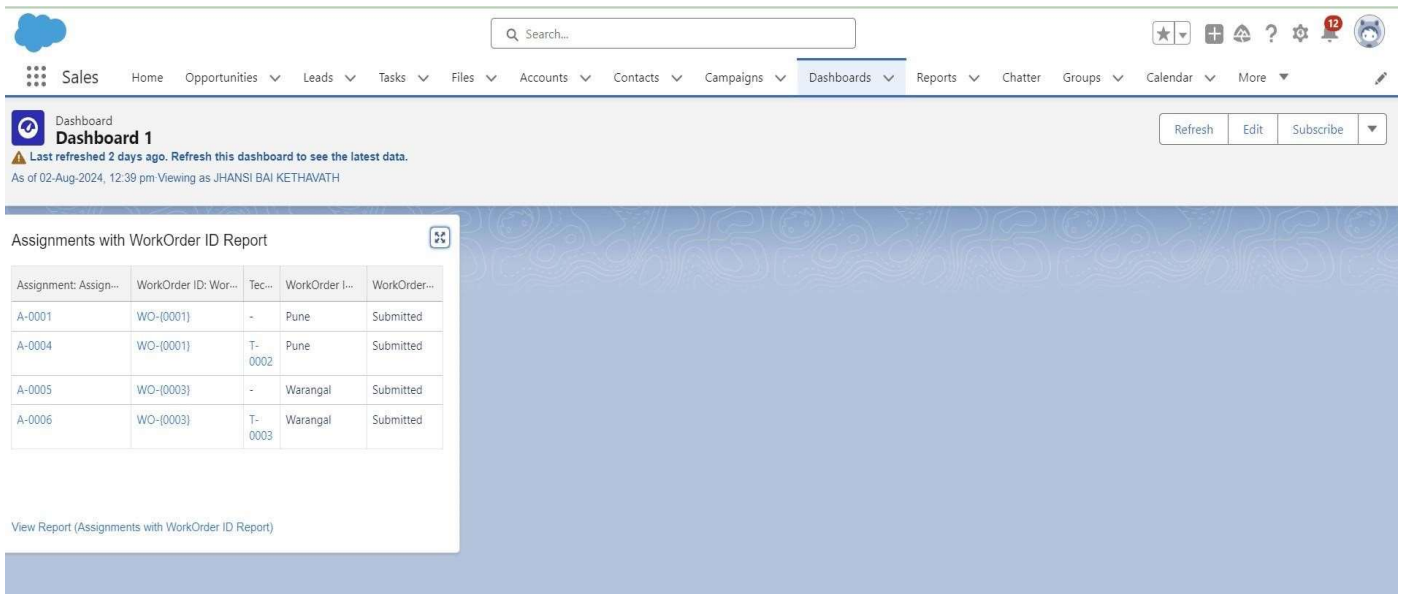 Search...
12
Sales Home Opportunities Leads Tasks Files Accounts Contacts Campaigns Dashboards Reports Chatter Groups Calendar More
Dashboard
Dashboard 1
Last refreshed 2 days ago. Refresh this dashboard to see the latest data.
As of 02-Aug-2024, 12:39 pm·Viewing as JHANSI BAI KETHAVATH
Refresh Edit Subscribe
Assignments with WorkOrder ID Report
Assignment: Assign... WorkOrder ID: Wor... Tec... WorkOrder I... WorkOrder...
A-0001 WO-{0001} - Pune Submitted
A-0004 WO-{0001} T-0002 Pune Submitted
A-0005 WO-{0003} - Warangal Submitted
A-0006 WO-{0003} T-0003 Warangal Submitted
View Report (Assignments with WorkOrder ID Report)